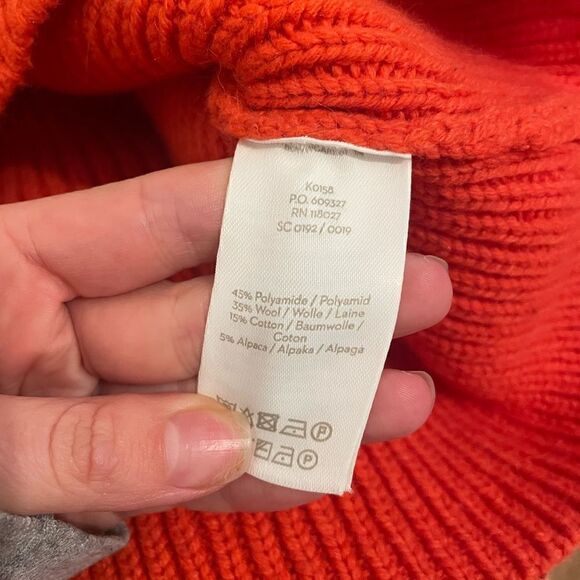 K0158
P.O. 609327
RN 118027
SC 0192 / 0019
45% Polyamide / Polyamid
35% Wool / Wolle / Laine
15% Cotton / Baumwolle /
Coton
5% Alpaca / Alpaka / Alpaga